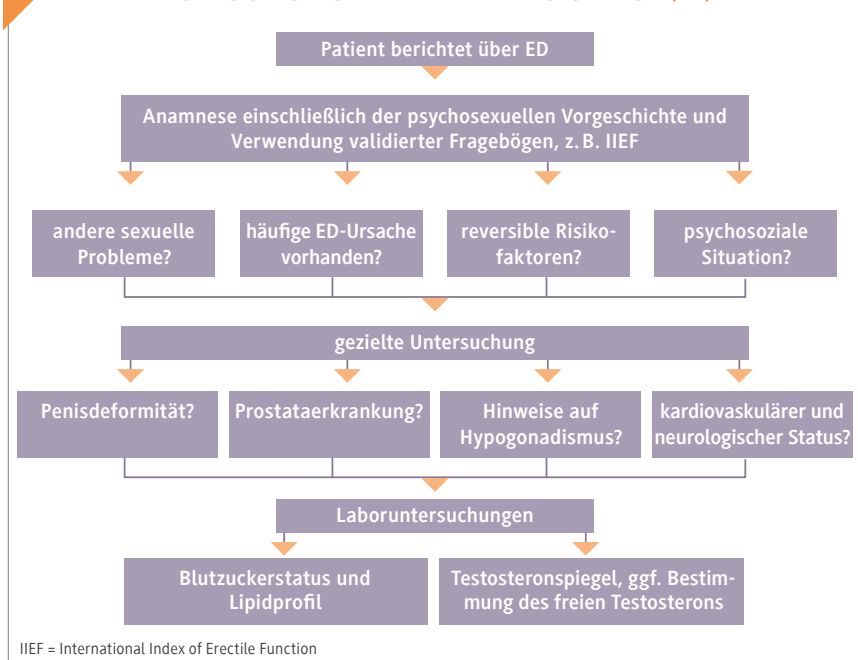 Patient berichtet über ED
Anamnese einschließlich der psychosexuellen Vorgeschichte und
Verwendung validierter Fragebögen, z. B. IIEF
andere sexuelle
Probleme?
häufige ED-Ursache
vorhanden?
reversible Risiko-
faktoren?
psychosoziale
Situation?
gezielte Untersuchung
Penisdeformität?
Prostataerkrankung?
Hinweise auf
Hypogonadismus?
kardiovaskulärer und
neurologischer Status?
Laboruntersuchungen
Blutzuckerstatus und
Lipidprofil
Testosteronspiegel, ggf. Bestim-
mung des freien Testosterons
IIEF = International Index of Erectile Function